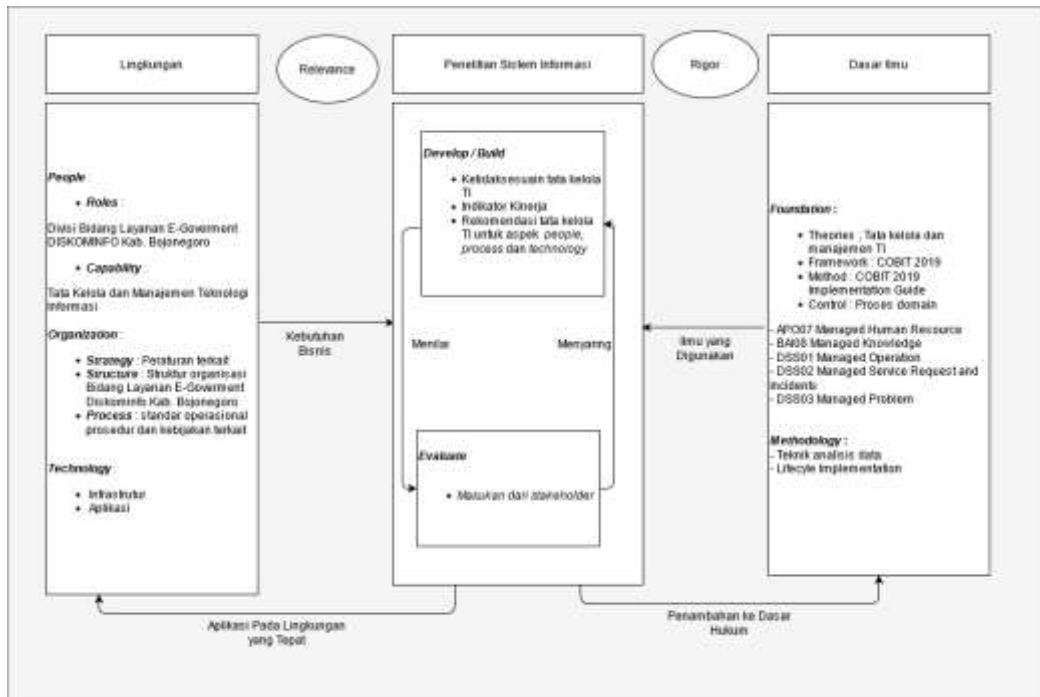 Lingkungan
Relevance
Penelitian Sistem Informasi
Rigor
Dasar Ilmu
People :
• Roles :
Divisi Bidang Layanan E-Goverment
DISKOMINFO Kab. Bojonegoro
• Capability :
Tata Kelola dan Manajemen Teknologi
Informasi
Organization :
• Strategy : Peraturan terkait
• Structure : Struktur organisasi
Bidang Layanan E-Goverment
Diskominfo Kab. Bojonegoro
• Process : standar operasional
prosedur dan kebijakan terkait
Technology :
• Infrastrutur
• Aplikasi
Kebutuhan
Bisnis
Develop / Build
• Ketidaksesuain tata kelola
TI
• Indikator Kinerja
• Rekomendasi tata kelola
TI untuk aspek people,
process dan technology
Menilai
Menyaring
Evaluate
• Masukan dari stakeholder
Ilmu yang
Digunakan
Foundation :
• Theories , Tata kelola dan
manajemen TI
• Framework : COBIT 2019
• Method : COBIT 2019
Implementation Guide
• Control : Proses domain
- APO07 Managed Human Resource
- BAI08 Managed Knowledge
- DSS01 Managed Operation
- DSS02 Managed Service Request and
Incidents
- DSS03 Managed Problem
Methodology :
- Teknik analisis data
- Lifecyle Implementation
Aplikasi Pada Lingkungan
yang Tepat
Penambahan ke Dasar
Hukum